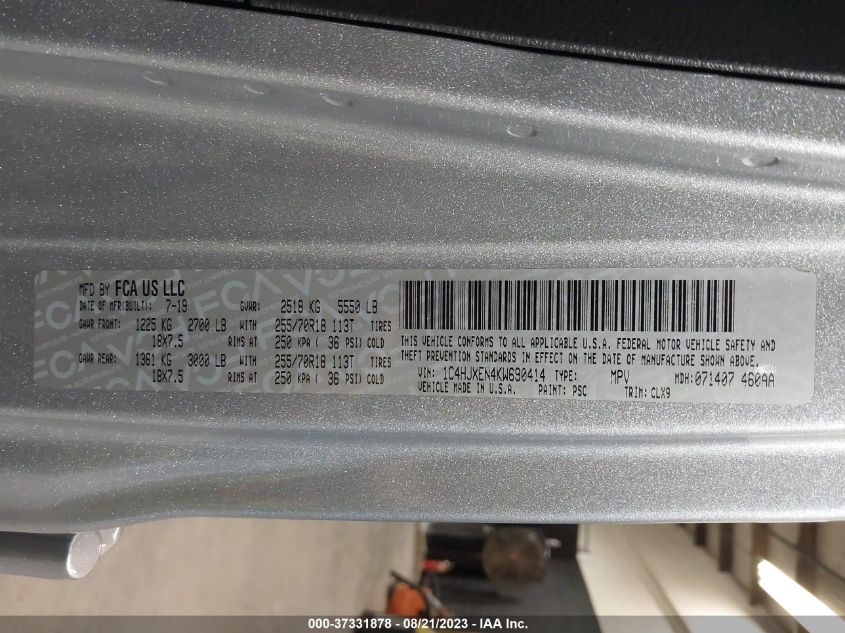 MFD BY FCA US LLC
DATE OF MFR(BUILT): 7-19 GVWR: 2518 KG 5550 LB
GAWR FRONT: 1225 KG 2700 LB WITH 255/70R18 113T TIRES
18X7.5 RIMS AT 250 KPA ( 36 PSI) COLD
GAWR REAR: 1361 KG 3000 LB WITH 255/70R18 113T TIRES
18X7.5 RIMS AT 250 KPA ( 36 PSI) COLD
THIS VEHICLE CONFORMS TO ALL APPLICABLE U.S.A. FEDERAL MOTOR VEHICLE SAFETY AND
THEFT PREVENTION STANDARDS IN EFFECT ON THE DATE OF MANUFACTURE SHOWN ABOVE.
VIN: 1C4HJXEN4KW690414 TYPE: MPV MDH: 071407 460AA
VEHICLE MADE IN U.S.A. PAINT: PSC TRIM: CLX9
000-37331878 - 08/21/2023 - IAA Inc.